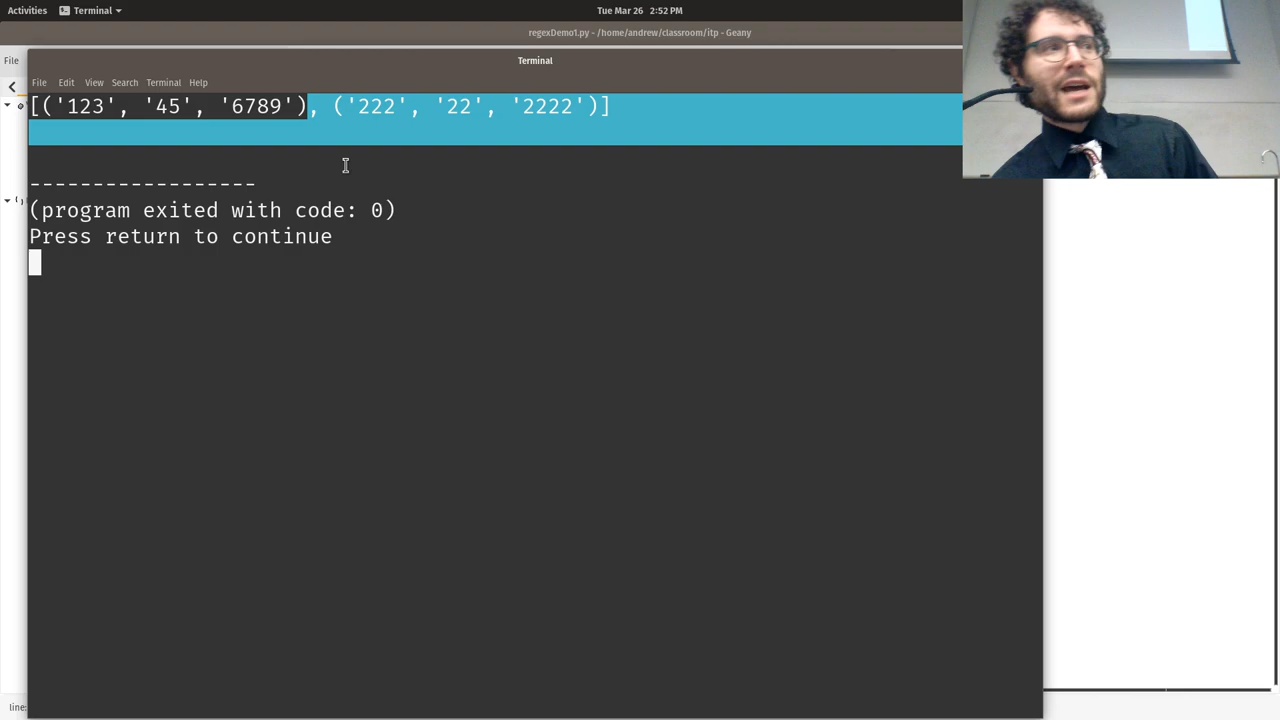 Activities Terminal Tue Mar 26 2:52 PM
regexDemo1.py - /home/andrew/classroom/itp - Geany
File
Terminal
File Edit View Search Terminal Help
[('123', '45', '6789'), ('222', '22', '2222')]
------------------
(program exited with code: 0)
Press return to continue
line: